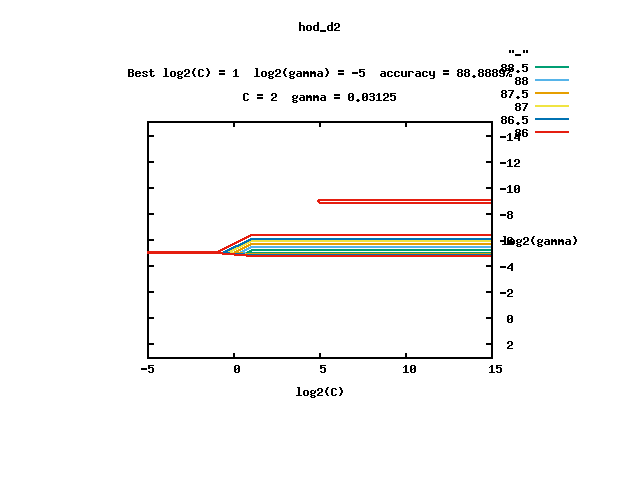 hod_d2
"-"
Best log2(C) = 1 log2(gamma) = -5 accuracy = 88.8889%
88.5
88
87.5
C = 2 gamma = 0.03125
87
86.5
86
-14
-12
-10
-8
-6
log2(gamma)
-4
-2
0
2
-5 0 5 10 15
log2(C)